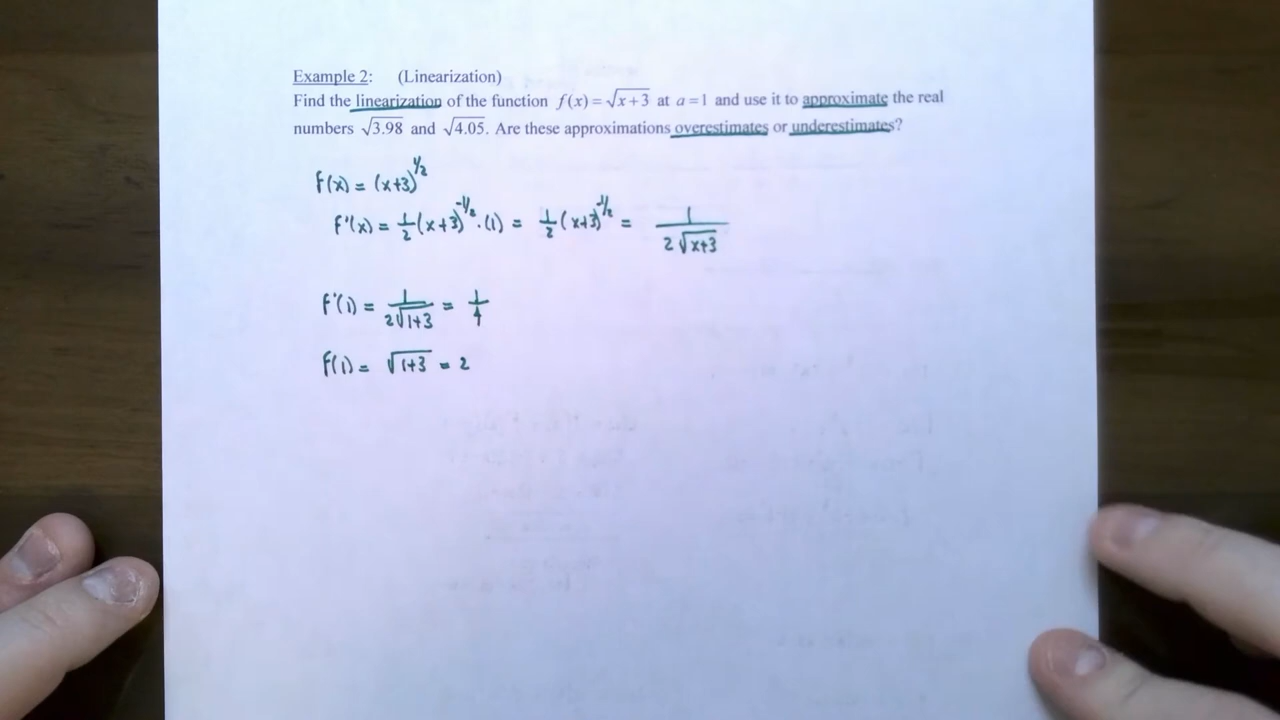 Example 2: (Linearization)
Find the linearization of the function f(x) = √x+3 at a = 1 and use it to approximate the real
numbers √3.98 and √4.05. Are these approximations overestimates or underestimates?
f(x) = (x+3)^1/2
f'(x) = 1/2 (x+3)^-1/2 · (1) = 1/2 (x+3)^-1/2 = 1/(2√x+3)
f'(1) = 1/(2√1+3) = 1/4
f(1) = √1+3 = 2